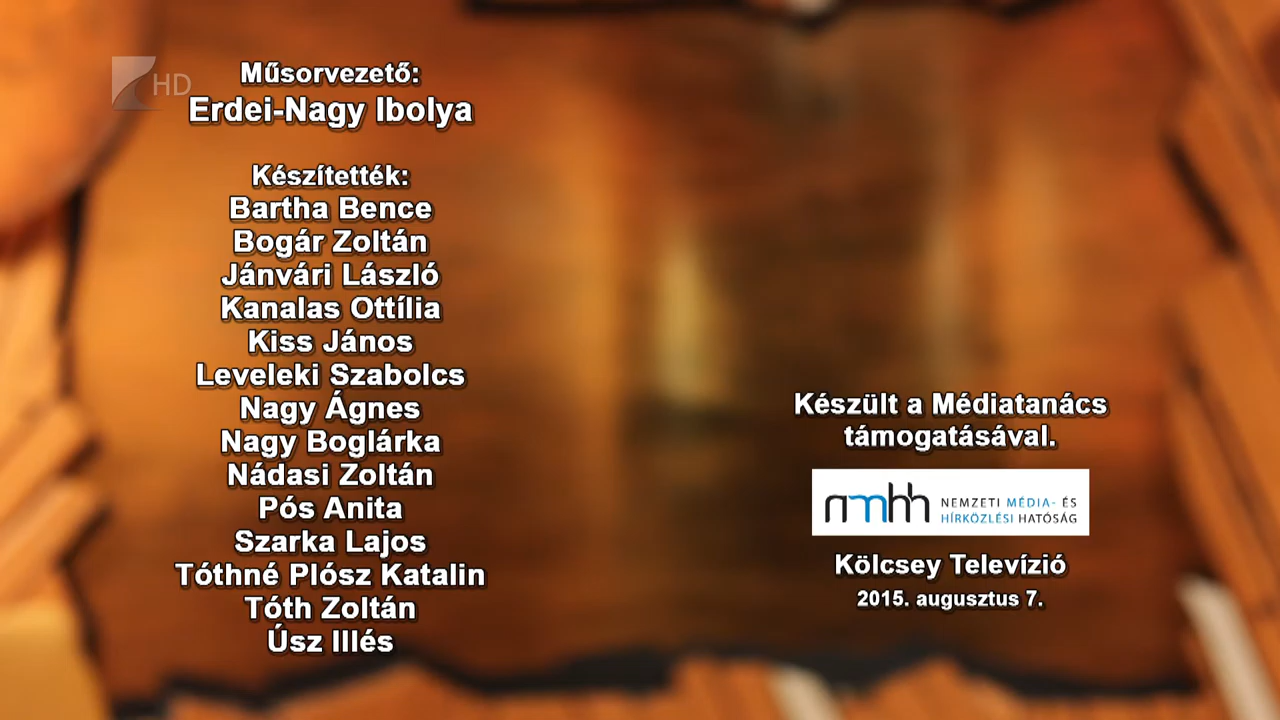 HD
Műsorvezető:
Erdei-Nagy Ibolya
Készítették:
Bartha Bence
Bogár Zoltán
Jánvári László
Kanalas Ottília
Kiss János
Leveleki Szabolcs
Nagy Ágnes
Nagy Boglárka
Nádasi Zoltán
Pós Anita
Szarka Lajos
Tóthné Plósz Katalin
Tóth Zoltán
Úsz Illés
Készült a Médiatanács
támogatásával.
nmhh
NEMZETI MÉDIA- ÉS
HÍRKÖZLÉSI HATÓSÁG
Kölcsey Televízió
2015. augusztus 7.